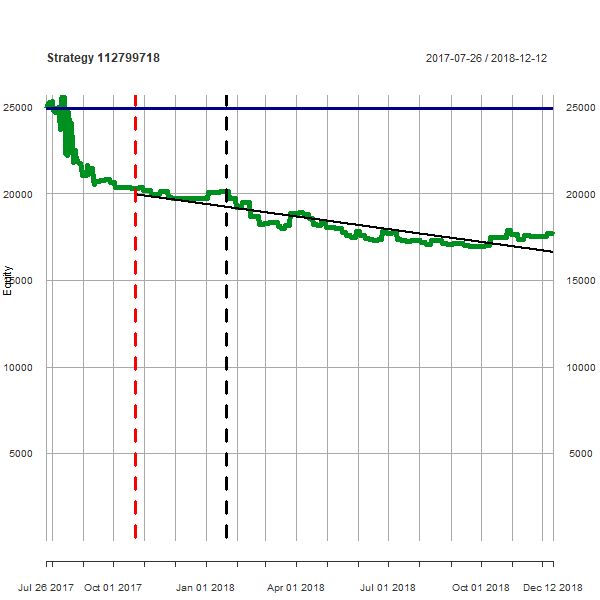 Strategy 112799718
2017-07-26 / 2018-12-12
25000 25000
20000 20000
Equity
15000 15000
10000 10000
5000 5000
Jul 26 2017 Oct 01 2017 Jan 01 2018 Apr 01 2018 Jul 01 2018 Oct 01 2018 Dec 12 2018